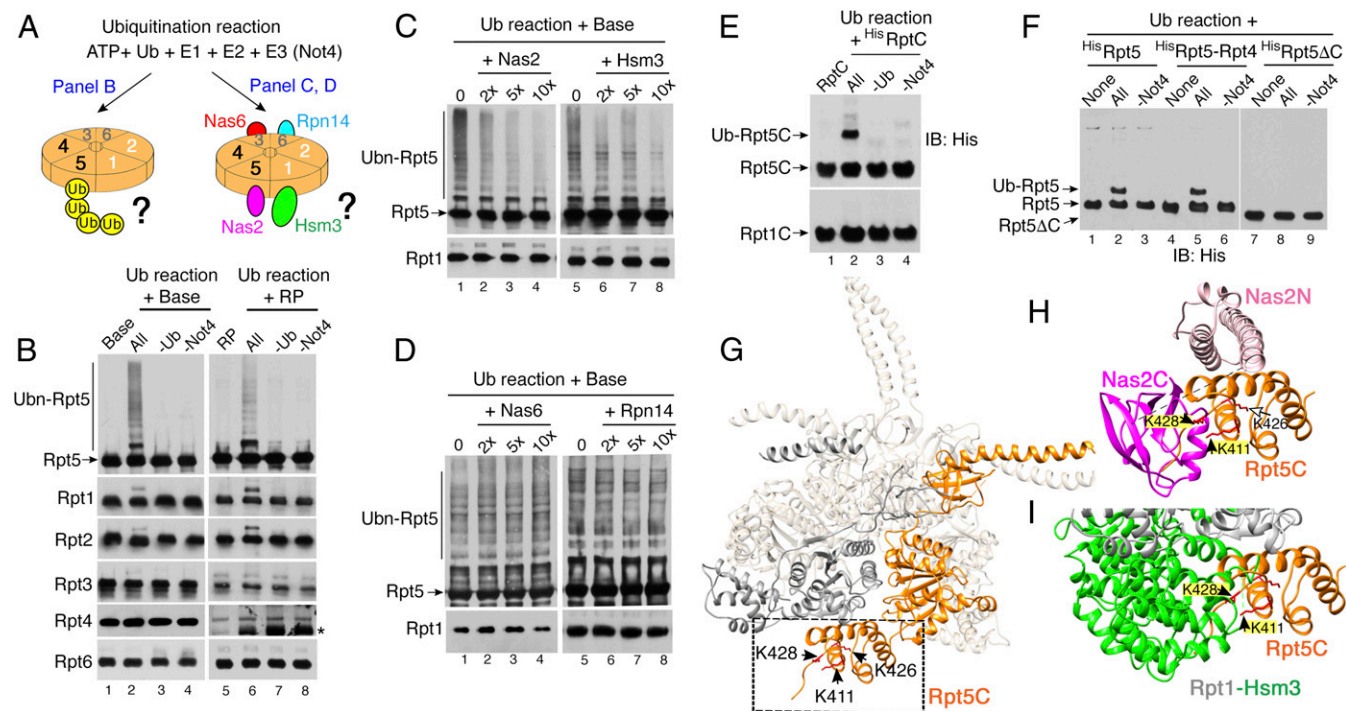 A
Ubiquitination reaction
ATP+ Ub + E1 + E2 + E3 (Not4)
Panel B
Panel C, D
Nas6
Rpn14
3 6
4 2
5 1
3 6
4 2
5 1
Ub
Ub
Ub Ub
?
Nas2
Hsm3
?
B
Ub reaction
+ Base
Ub reaction
+ RP
Base All -Ub -Not4 RP All -Ub -Not4
Ubn-Rpt5
Rpt5
Rpt1
Rpt2
Rpt3
Rpt4
*
Rpt6
1 2 3 4 5 6 7 8
C
Ub reaction + Base
+ Nas2 + Hsm3
0 2x 5x 10x 0 2x 5x 10x
Ubn-Rpt5
Rpt5
Rpt1
1 2 3 4 5 6 7 8
D
Ub reaction + Base
+ Nas6 + Rpn14
0 2x 5x 10x 0 2x 5x 10x
Ubn-Rpt5
Rpt5
Rpt1
1 2 3 4 5 6 7 8
E
Ub reaction
+ HisRptC
RptC All -Ub -Not4
Ub-Rpt5C
IB: His
Rpt5C
Rpt1C
1 2 3 4
F
Ub reaction +
HisRpt5 HisRpt5-Rpt4 HisRpt5ΔC
None All -Not4 None All -Not4 None All -Not4
Ub-Rpt5
Rpt5
Rpt5ΔC
1 2 3 4 5 6 7 8 9
IB: His
G
K428
K411
K426
Rpt5C
H
Nas2N
Nas2C
K428
K426
K411
Rpt5C
I
K428
K411
Rpt5C
Rpt1-Hsm3